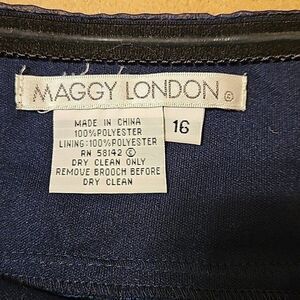 MAGGY LONDON ©
MADE IN CHINA
100%POLYESTER
LINING:100%POLYESTER
RN 58142 ©
DRY CLEAN ONLY
REMOVE BROOCH BEFORE
DRY CLEAN
16